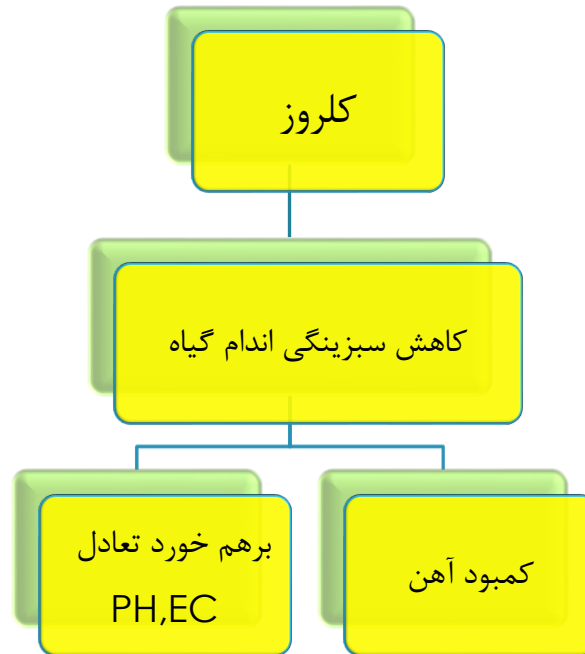 کلروز
کاهش سبزینگی اندام گیاه
کمبود آهن
برهم خورد تعادل
PH,EC